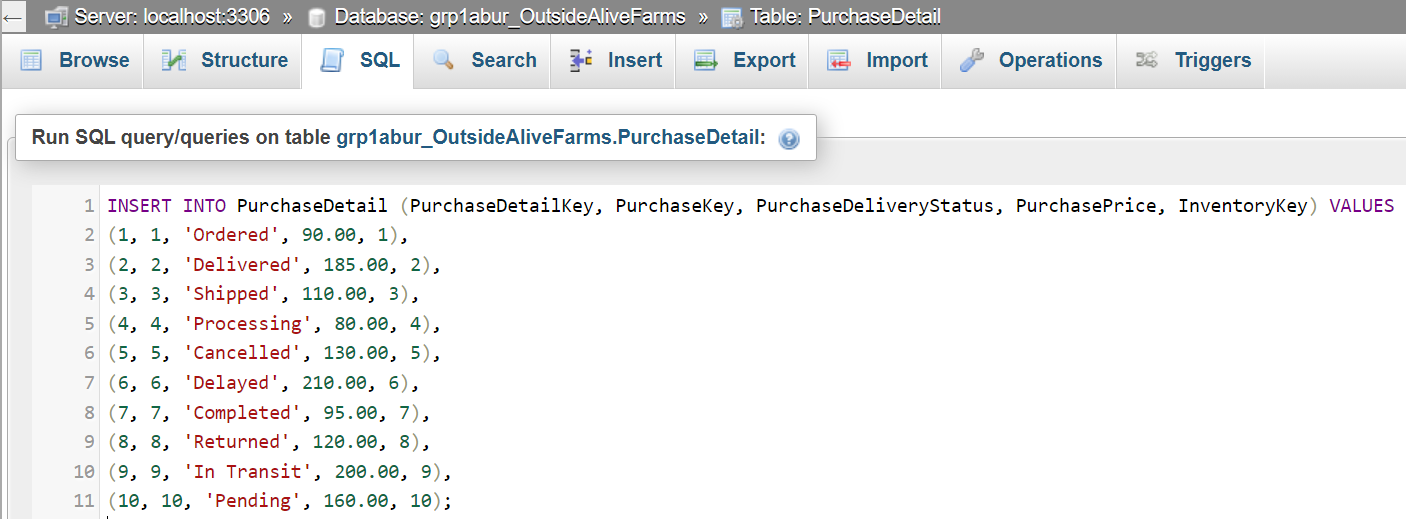 ← Server: localhost:3306 » Database: grp1abur_OutsideAliveFarms » Table: PurchaseDetail
Browse Structure SQL Search Insert Export Import Operations Triggers
Run SQL query/queries on table grp1abur_OutsideAliveFarms.PurchaseDetail: ?
1 INSERT INTO PurchaseDetail (PurchaseDetailKey, PurchaseKey, PurchaseDeliveryStatus, PurchasePrice, InventoryKey) VALUES
2 (1, 1, 'Ordered', 90.00, 1),
3 (2, 2, 'Delivered', 185.00, 2),
4 (3, 3, 'Shipped', 110.00, 3),
5 (4, 4, 'Processing', 80.00, 4),
6 (5, 5, 'Cancelled', 130.00, 5),
7 (6, 6, 'Delayed', 210.00, 6),
8 (7, 7, 'Completed', 95.00, 7),
9 (8, 8, 'Returned', 120.00, 8),
10 (9, 9, 'In Transit', 200.00, 9),
11 (10, 10, 'Pending', 160.00, 10);